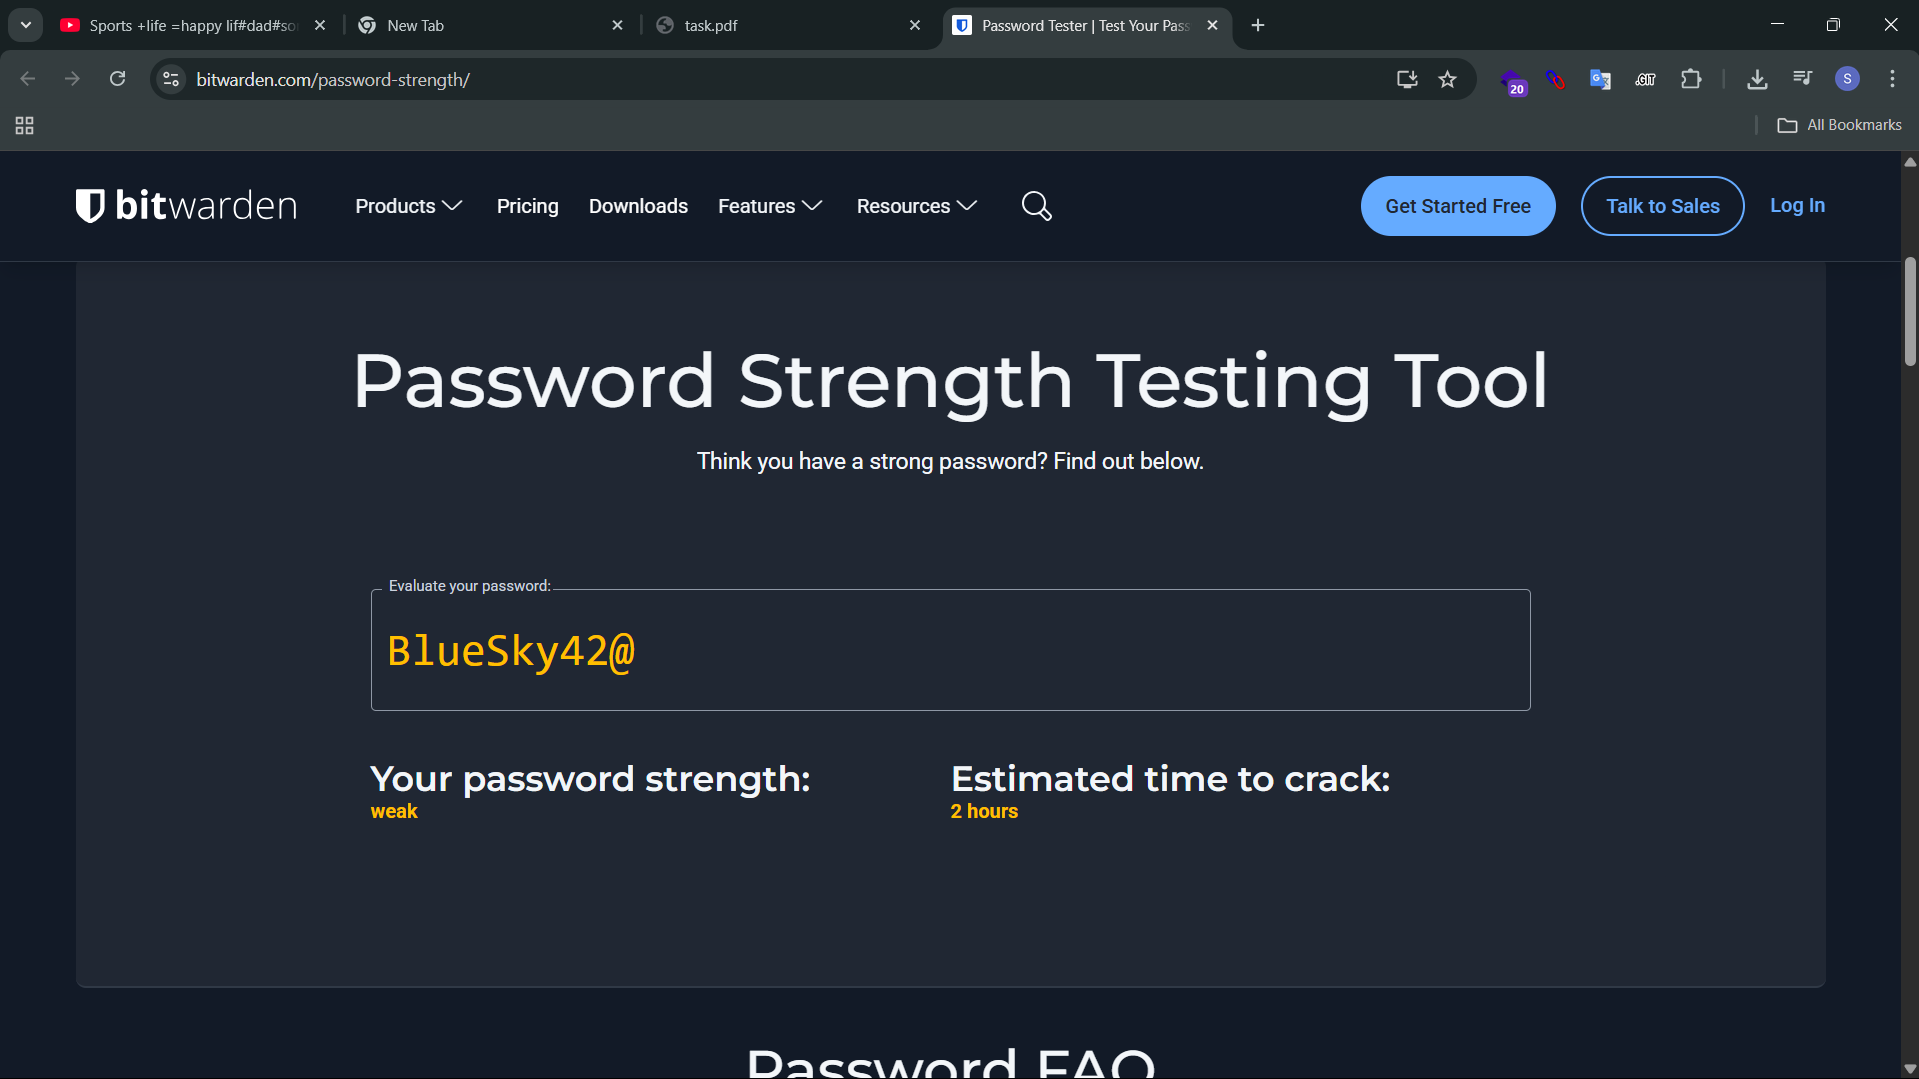 Sports +life =happy lif#dad#so
New Tab
task.pdf
Password Tester | Test Your Pass
bitwarden.com/password-strength/
20
.GIT
S
All Bookmarks
bitwarden
Products
Pricing
Downloads
Features
Resources
Get Started Free
Talk to Sales
Log In
Password Strength Testing Tool
Think you have a strong password? Find out below.
Evaluate your password:
BlueSky42@
Your password strength:
weak
Estimated time to crack:
2 hours
Password FAQ